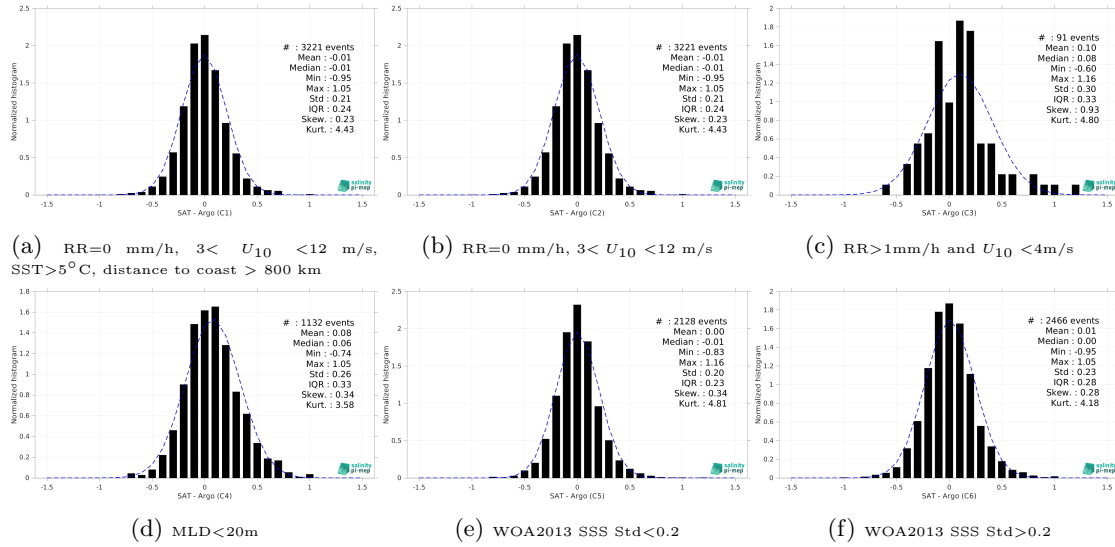 2.5
2
1.5
1
0.5
0
Normalized histogram
-1.5 -1 -0.5 0 0.5 1 1.5
SAT - Argo (C1)
# : 3221 events
Mean : -0.01
Median : -0.01
Min : -0.95
Max : 1.05
Std : 0.21
IQR : 0.24
Skew. : 0.23
Kurt. : 4.43
salinity
pi-mep
(a) RR=0 mm/h, 3< U10 <12 m/s,
SST>5°C, distance to coast > 800 km
2.5
2
1.5
1
0.5
0
Normalized histogram
-1.5 -1 -0.5 0 0.5 1 1.5
SAT - Argo (C2)
# : 3221 events
Mean : -0.01
Median : -0.01
Min : -0.95
Max : 1.05
Std : 0.21
IQR : 0.24
Skew. : 0.23
Kurt. : 4.43
salinity
pi-mep
(b) RR=0 mm/h, 3< U10 <12 m/s
2
1.8
1.6
1.4
1.2
1
0.8
0.6
0.4
0.2
0
Normalized histogram
-1.5 -1 -0.5 0 0.5 1 1.5
SAT - Argo (C3)
# : 91 events
Mean : 0.10
Median : 0.08
Min : -0.60
Max : 1.16
Std : 0.30
IQR : 0.33
Skew. : 0.93
Kurt. : 4.80
salinity
pi-mep
(c) RR>1mm/h and U10 <4m/s
1.8
1.6
1.4
1.2
1
0.8
0.6
0.4
0.2
0
Normalized histogram
-1.5 -1 -0.5 0 0.5 1 1.5
SAT - Argo (C4)
# : 1132 events
Mean : 0.08
Median : 0.06
Min : -0.74
Max : 1.05
Std : 0.26
IQR : 0.33
Skew. : 0.34
Kurt. : 3.58
salinity
pi-mep
(d) MLD<20m
2.5
2
1.5
1
0.5
0
Normalized histogram
-1.5 -1 -0.5 0 0.5 1 1.5
SAT - Argo (C5)
# : 2128 events
Mean : 0.00
Median : -0.01
Min : -0.83
Max : 1.16
Std : 0.20
IQR : 0.23
Skew. : 0.34
Kurt. : 4.81
salinity
pi-mep
(e) WOA2013 SSS Std<0.2
2
1.8
1.6
1.4
1.2
1
0.8
0.6
0.4
0.2
0
Normalized histogram
-1.5 -1 -0.5 0 0.5 1 1.5
SAT - Argo (C6)
# : 2466 events
Mean : 0.01
Median : 0.00
Min : -0.95
Max : 1.05
Std : 0.23
IQR : 0.28
Skew. : 0.28
Kurt. : 4.18
salinity
pi-mep
(f) WOA2013 SSS Std>0.2